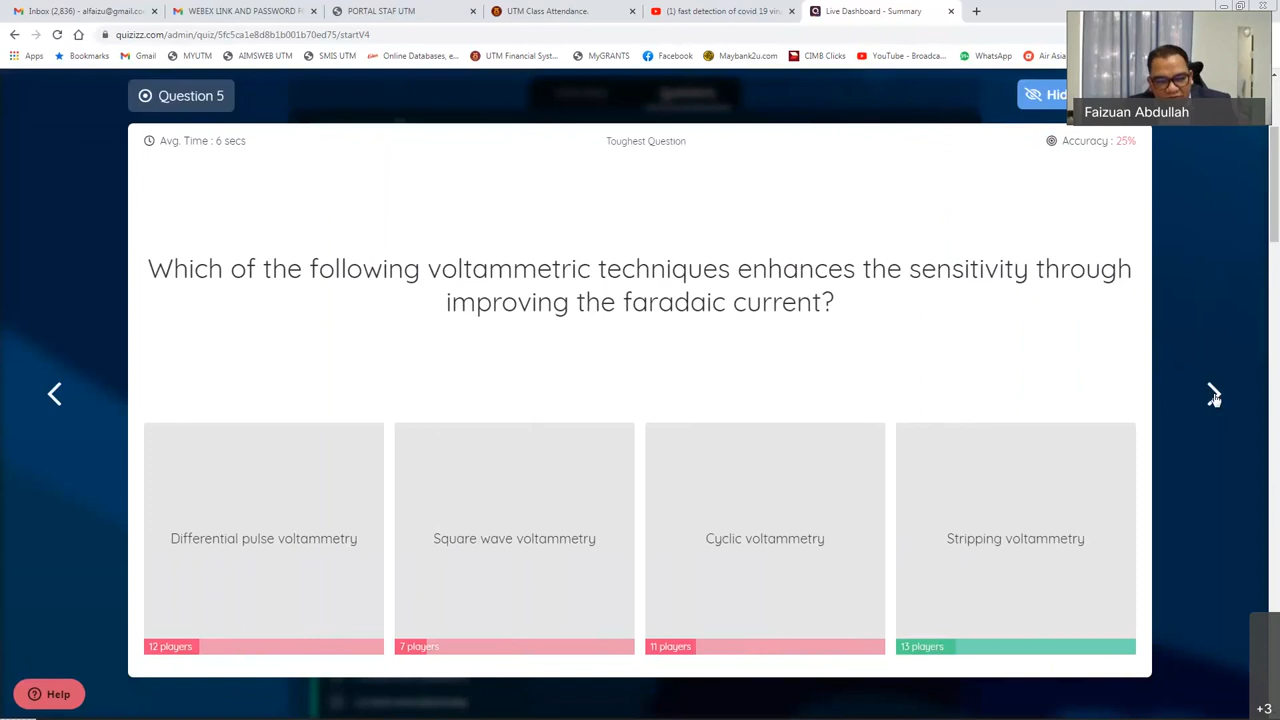 Inbox (2,836) - alfaizu@gmail.co
WEBEX LINK AND PASSWORD F
PORTAL STAF UTM
UTM Class Attendance.
(1) fast detection of covid 19 viru
Live Dashboard - Summary
quizizz.com/admin/quiz/5fc5ca1e8d8b1b001b70ed75/startV4
Apps
Bookmarks
Gmail
MYUTM
AIMSWEB UTM
SMIS UTM
Online Databases, e...
UTM Financial Syste...
MyGRANTS
Facebook
Maybank2u.com
CIMB Clicks
YouTube - Broadca...
WhatsApp
Air Asia
Faizuan Abdullah
Question 5
Hid
Avg. Time : 6 secs
Toughest Question
Accuracy : 25%
Which of the following voltammetric techniques enhances the sensitivity through
improving the faradaic current?
Differential pulse voltammetry
Square wave voltammetry
Cyclic voltammetry
Stripping voltammetry
12 players
7 players
11 players
13 players
Help
+3